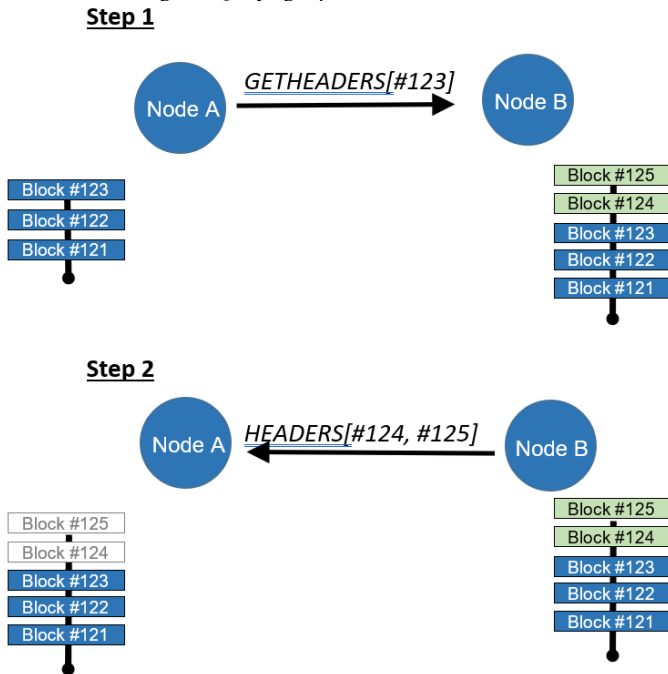 Step 1
GETHEADERS[#123]
Node A
Node B
Block #123
Block #122
Block #121
Block #125
Block #124
Block #123
Block #122
Block #121
Step 2
HEADERS[#124, #125]
Node A
Node B
Block #125
Block #124
Block #123
Block #122
Block #121
Block #125
Block #124
Block #123
Block #122
Block #121